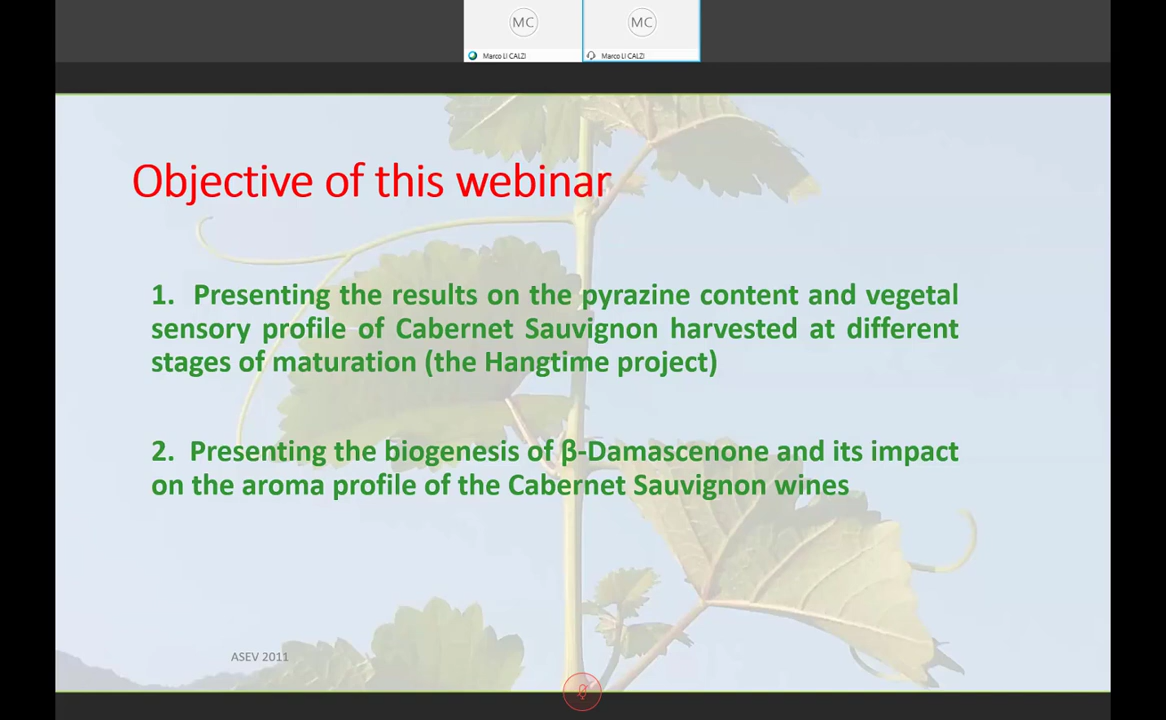 MC
MC
Marco LI CALZI
Marco LI CALZI
Objective of this webinar
1. Presenting the results on the pyrazine content and vegetal
sensory profile of Cabernet Sauvignon harvested at different
stages of maturation (the Hangtime project)
2. Presenting the biogenesis of β-Damascenone and its impact
on the aroma profile of the Cabernet Sauvignon wines
ASEV 2011